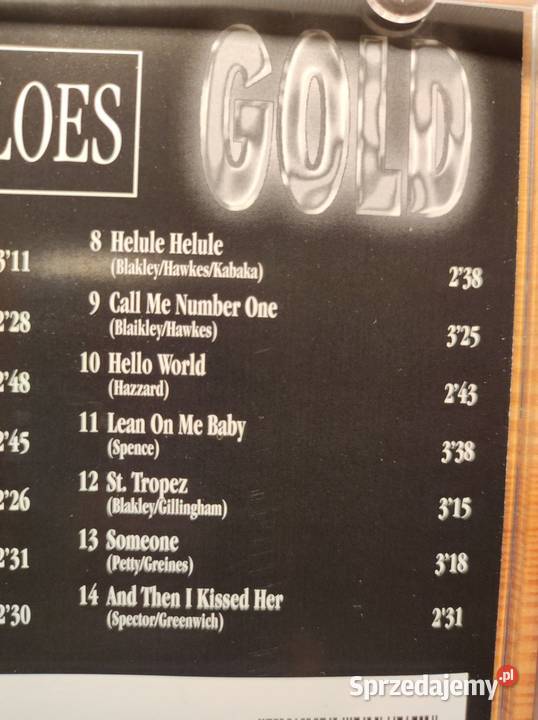 LOES
GOLD
3'11
8 Helule Helule
(Blakley/Hawkes/Kabaka)
2'38
2'28
9 Call Me Number One
(Blaikley/Hawkes)
3'25
2'48
10 Hello World
(Hazzard)
2'43
2'45
11 Lean On Me Baby
(Spence)
3'38
2'26
12 St. Tropez
(Blakley/Gillingham)
3'15
2'31
13 Someone
(Petty/Greines)
3'18
2'30
14 And Then I Kissed Her
(Spector/Greenwich)
2'31
Sprzedajemy.pl